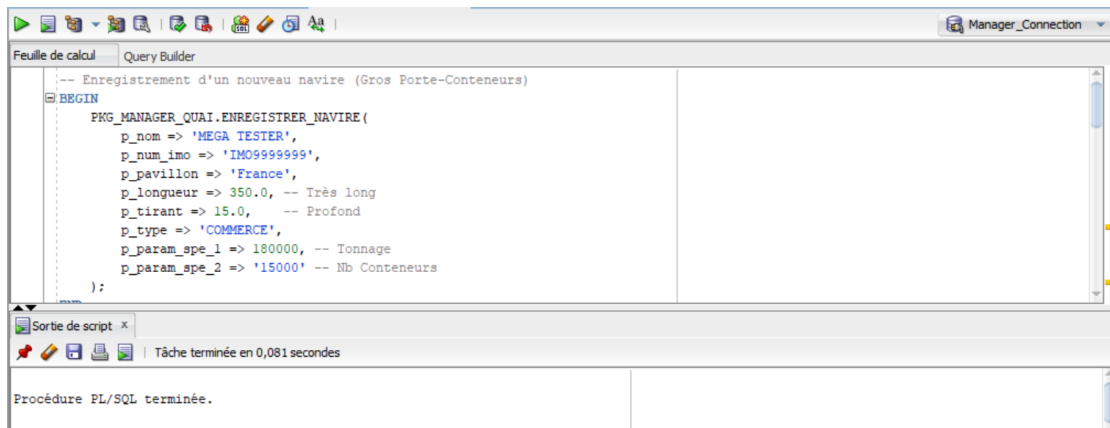 Manager_Connection
Feuille de calcul Query Builder
-- Enregistrement d'un nouveau navire (Gros Porte-Conteneurs)
BEGIN
PKG_MANAGER_QUAI.ENREGISTRER_NAVIRE(
p_nom => 'MEGA TESTER',
p_num_imo => 'IMO9999999',
p_pavillon => 'France',
p_longueur => 350.0, -- Très long
p_tirant => 15.0, -- Profond
p_type => 'COMMERCE',
p_param_spe_1 => 180000, -- Tonnage
p_param_spe_2 => '15000' -- Nb Conteneurs
);
Sortie de script x
Tâche terminée en 0,081 secondes
Procédure PL/SQL terminée.